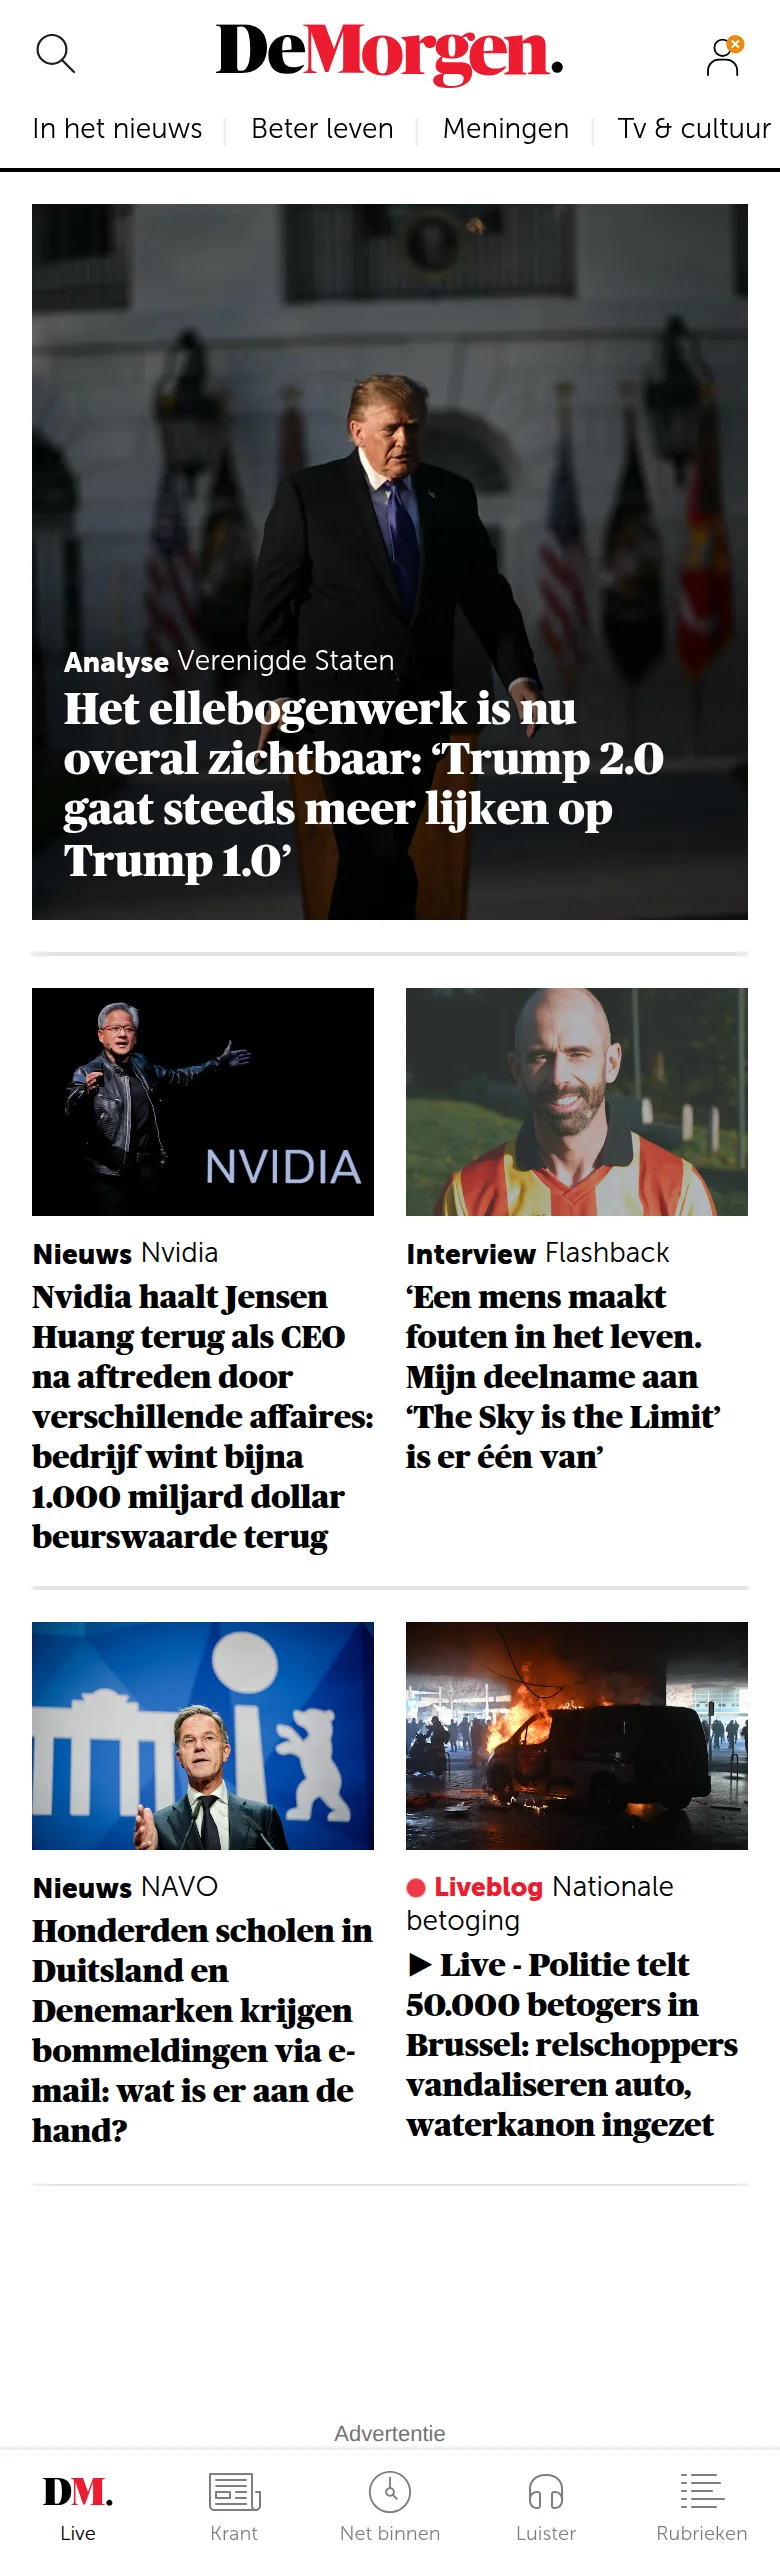 DeMorgen.
In het nieuws
Beter leven
Meningen
Tv & cultuur
Analyse Verenigde Staten
Het ellebogenwerk is nu
overal zichtbaar: ‘Trump 2.0
gaat steeds meer lijken op
Trump 1.0’
NVIDIA
Nieuws Nvidia
Nvidia haalt Jensen
Huang terug als CEO
na aftreden door
verschillende affaires:
bedrijf wint bijna
1.000 miljard dollar
beurswaarde terug
Interview Flashback
‘Een mens maakt
fouten in het leven.
Mijn deelname aan
‘The Sky is the Limit’
is er één van’
Nieuws NAVO
Honderden scholen in
Duitsland en
Denemarken krijgen
bommeldingen via e-
mail: wat is er aan de
hand?
Liveblog Nationale
betoging
▶ Live - Politie telt
50.000 betogers in
Brussel: relschoppers
vandaliseren auto,
waterkanon ingezet
Advertentie
DM.
Live
Krant
Net binnen
Luister
Rubrieken